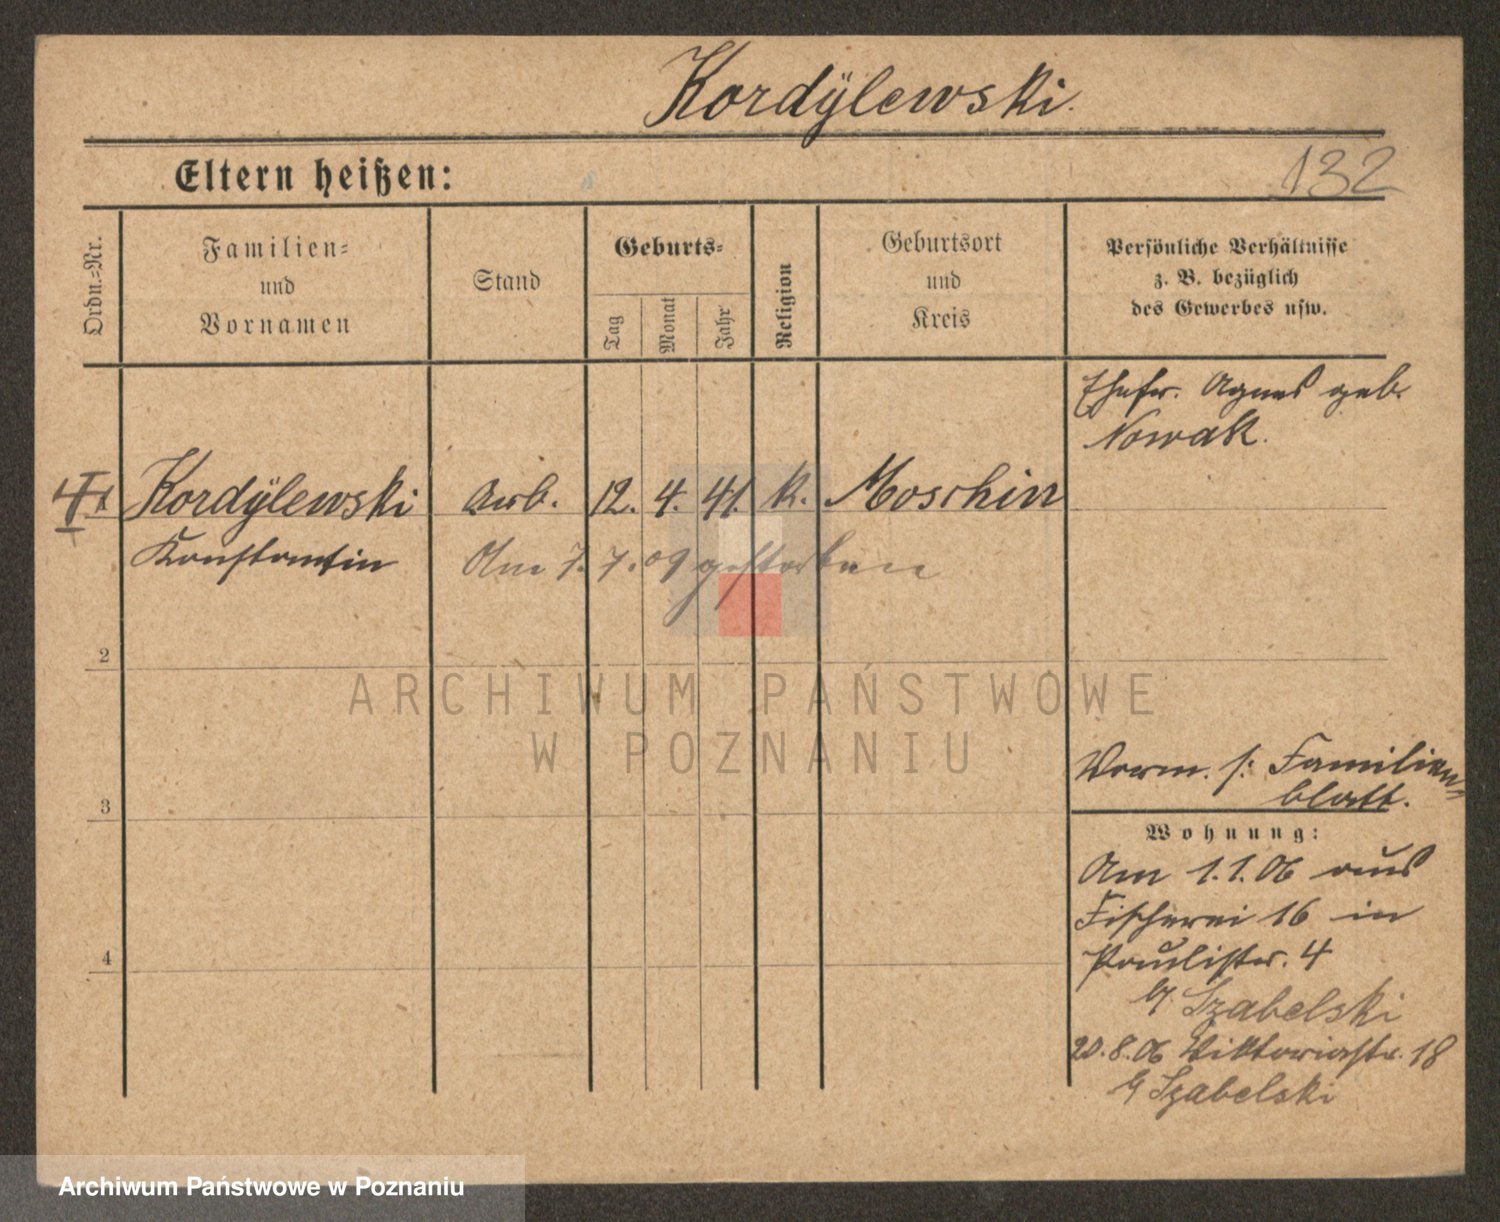 Kordÿlewski.
Eltern heißen:
132
Ordn.-Nr.
Familien-
und
Vornamen
Stand
Geburts-
Tag
Monat
Jahr
Religion
Geburtsort
und
Kreis
Persönliche Verhältnisse
z. B. bezüglich
des Gewerbes usw.
Ehefr. Agnes geb.
Nowak.
Kordÿlewski Arb. 12. 4. 41. k. Moschin
Konstantin Am 7. 7. 09 gestorben
2
ARCHIWUM PAŃSTWOWE
W POZNANIU
Vorm. s: Familien-
blatt.
3
Wohnung:
Am 1.1.06 aus
Fischerei 16 in
Paulistr. 4
4
b/ Szabelski
20.8.06 Viktoriastr. 18
b/ Szabelski
Archiwum Państwowe w Poznaniu